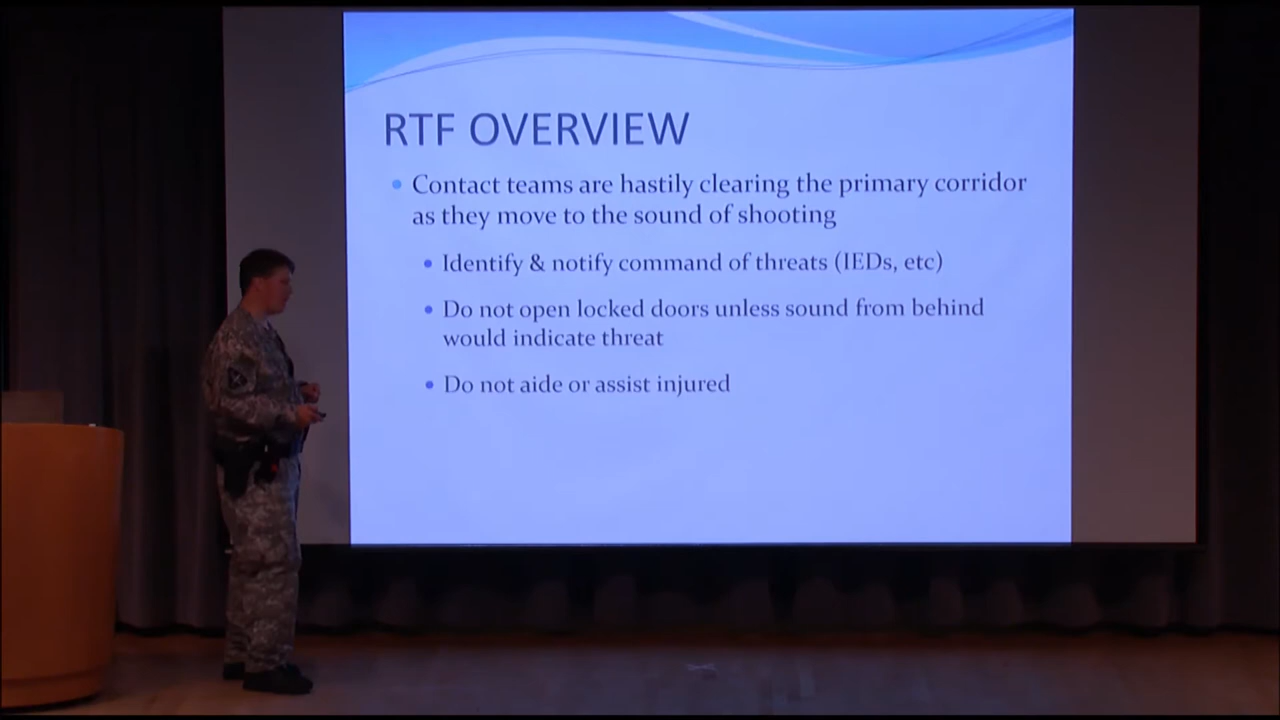 RTF OVERVIEW
Contact teams are hastily clearing the primary corridor
as they move to the sound of shooting
Identify & notify command of threats (IEDs, etc)
Do not open locked doors unless sound from behind
would indicate threat
Do not aide or assist injured